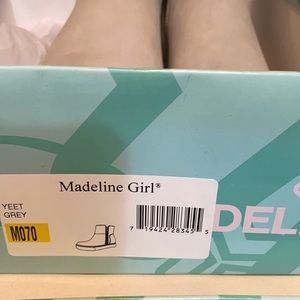 Madeline Girl®
YEET
GREY
M070
7 19424 28345 5
DEL